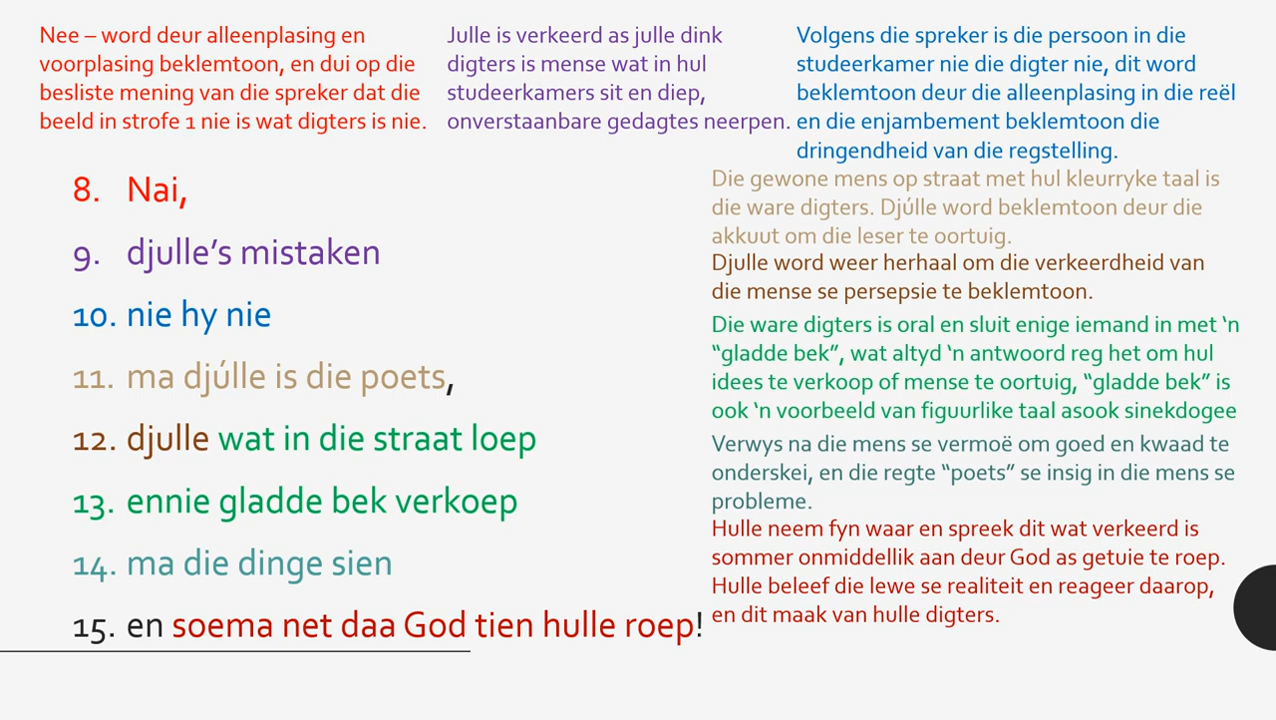 Nee – word deur alleenplasing en
voorplasing beklemtoon, en dui op die
besliste mening van die spreker dat die
beeld in strofe 1 nie is wat digters is nie.
Julle is verkeerd as julle dink
digters is mense wat in hul
studeerkamers sit en diep,
onverstaanbare gedagtes neerpen.
Volgens die spreker is die persoon in die
studeerkamer nie die digter nie, dit word
beklemtoon deur die alleenplasing in die reël
en die enjambement beklemtoon die
dringendheid van die regstelling.
8. Nai,
9. djulle’s mistaken
10. nie hy nie
11. ma djúlle is die poets,
12. djulle wat in die straat loep
13. ennie gladde bek verkoep
14. ma die dinge sien
15. en soema net daa God tien hulle roep!
Die gewone mens op straat met hul kleurryke taal is
die ware digters. Djúlle word beklemtoon deur die
akkuut om die leser te oortuig.
Djulle word weer herhaal om die verkeerdheid van
die mense se persepsie te beklemtoon.
Die ware digters is oral en sluit enige iemand in met ‘n
“gladde bek”, wat altyd ‘n antwoord reg het om hul
idees te verkoop of mense te oortuig, “gladde bek” is
ook ‘n voorbeeld van figuurlike taal asook sinekdogee
Verwys na die mens se vermoë om goed en kwaad te
onderskei, en die regte “poets” se insig in die mens se
probleme.
Hulle neem fyn waar en spreek dit wat verkeerd is
sommer onmiddellik aan deur God as getuie te roep.
Hulle beleef die lewe se realiteit en reageer daarop,
en dit maak van hulle digters.